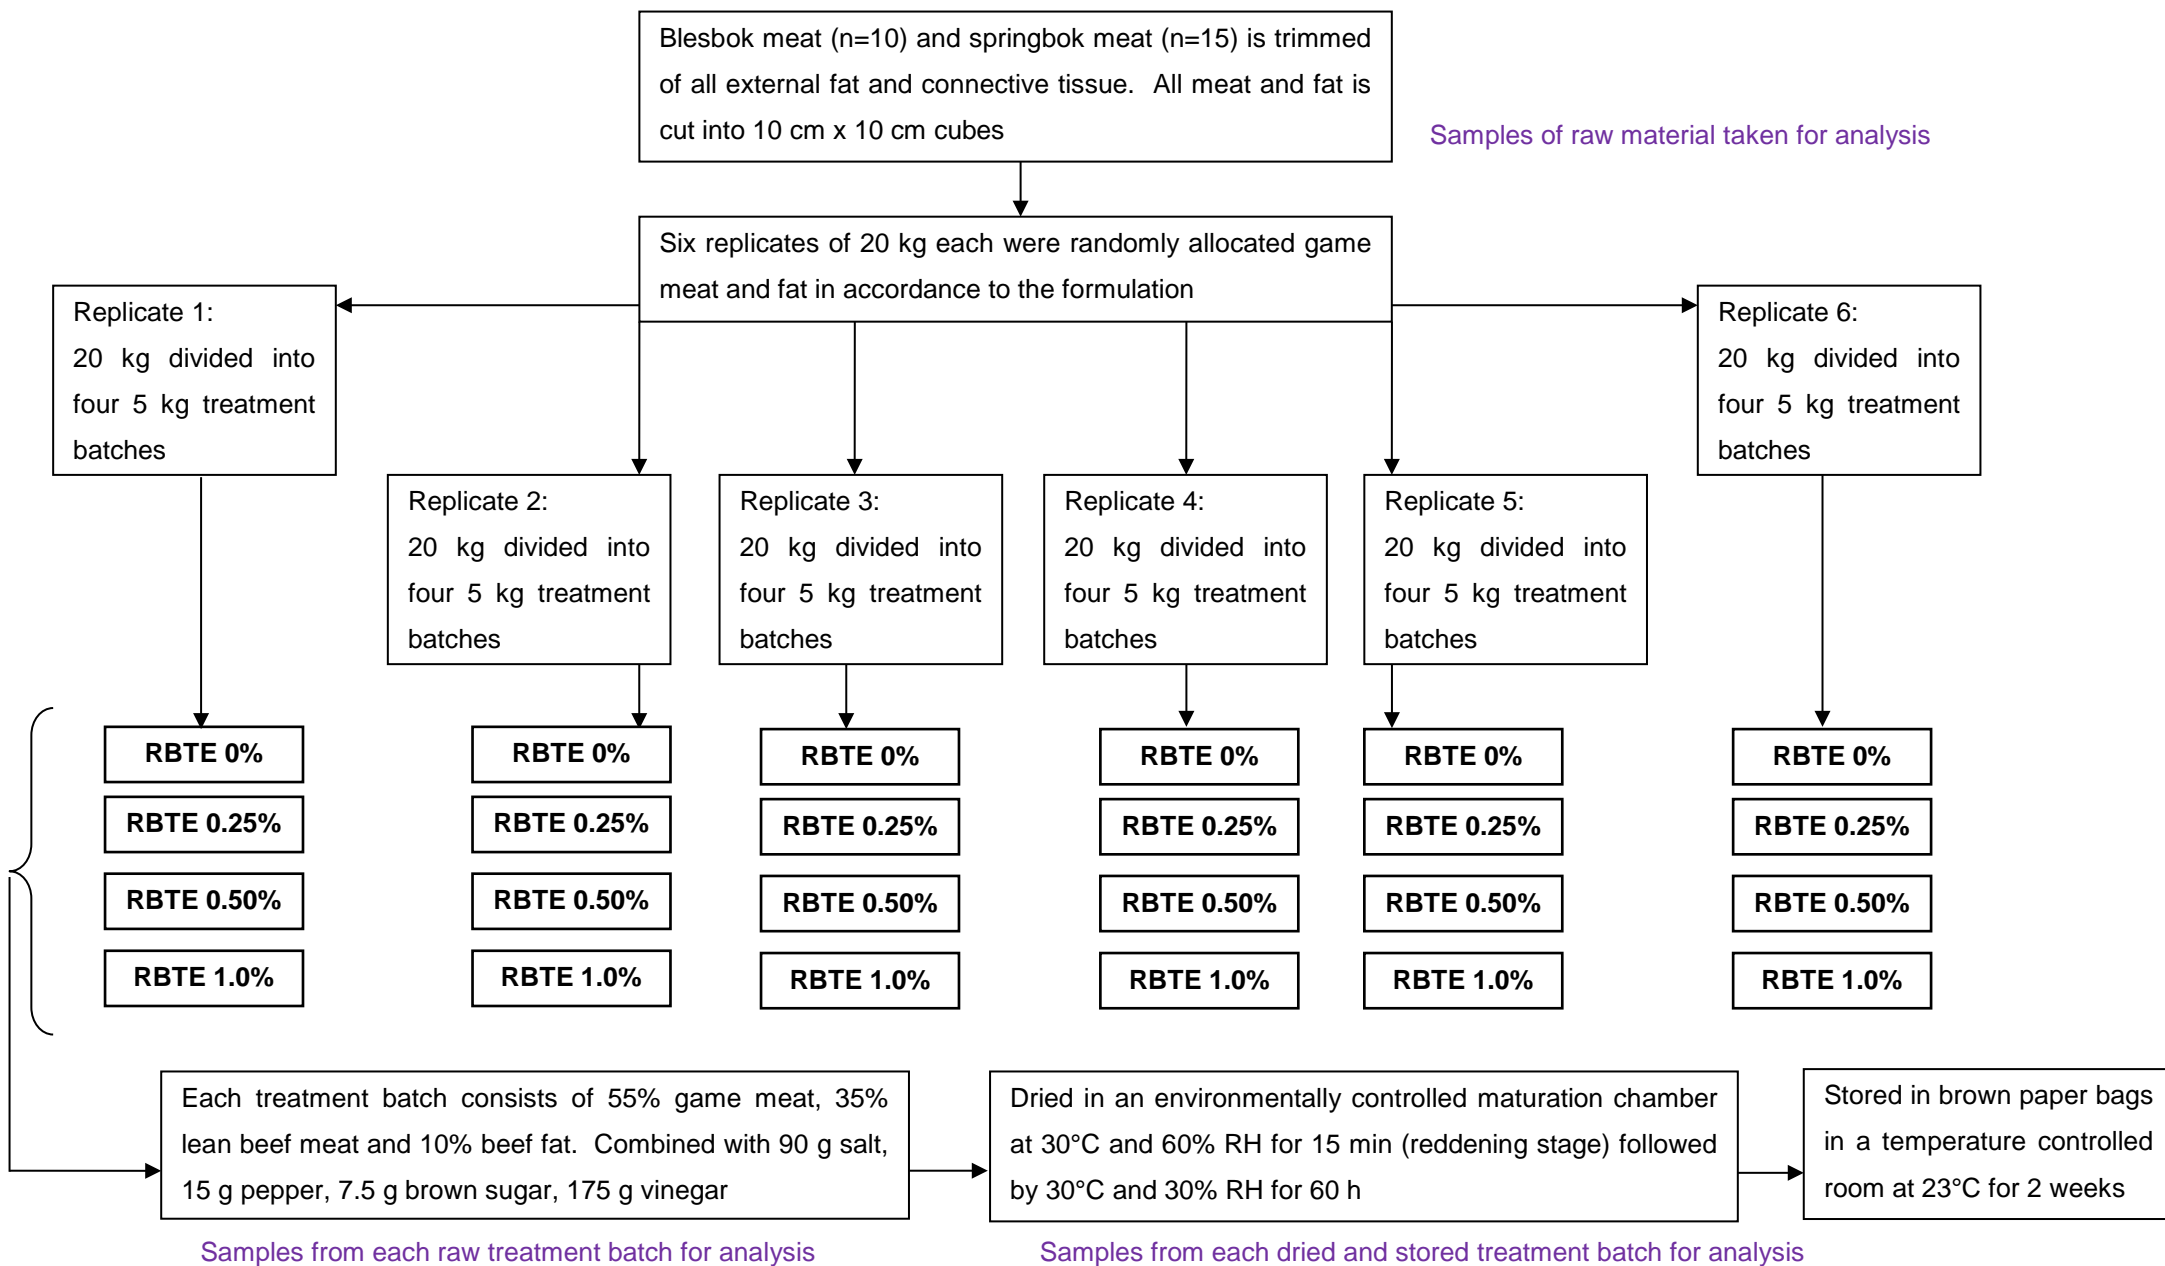 Blesbok meat (n=10) and springbok meat (n=15) is trimmed
of all external fat and connective tissue. All meat and fat is
cut into 10 cm x 10 cm cubes
Samples of raw material taken for analysis
Six replicates of 20 kg each were randomly allocated game
meat and fat in accordance to the formulation
Replicate 1:
20 kg divided into
four 5 kg treatment
batches
Replicate 6:
20 kg divided into
four 5 kg treatment
batches
Replicate 2:
20 kg divided into
four 5 kg treatment
batches
Replicate 3:
20 kg divided into
four 5 kg treatment
batches
Replicate 4:
20 kg divided into
four 5 kg treatment
batches
Replicate 5:
20 kg divided into
four 5 kg treatment
batches
RBTE 0%
RBTE 0%
RBTE 0%
RBTE 0%
RBTE 0%
RBTE 0%
RBTE 0.25%
RBTE 0.25%
RBTE 0.25%
RBTE 0.25%
RBTE 0.25%
RBTE 0.25%
RBTE 0.50%
RBTE 0.50%
RBTE 0.50%
RBTE 0.50%
RBTE 0.50%
RBTE 0.50%
RBTE 1.0%
RBTE 1.0%
RBTE 1.0%
RBTE 1.0%
RBTE 1.0%
RBTE 1.0%
Each treatment batch consists of 55% game meat, 35%
lean beef meat and 10% beef fat. Combined with 90 g salt,
15 g pepper, 7.5 g brown sugar, 175 g vinegar
Dried in an environmentally controlled maturation chamber
at 30°C and 60% RH for 15 min (reddening stage) followed
by 30°C and 30% RH for 60 h
Stored in brown paper bags
in a temperature controlled
room at 23°C for 2 weeks
Samples from each raw treatment batch for analysis
Samples from each dried and stored treatment batch for analysis